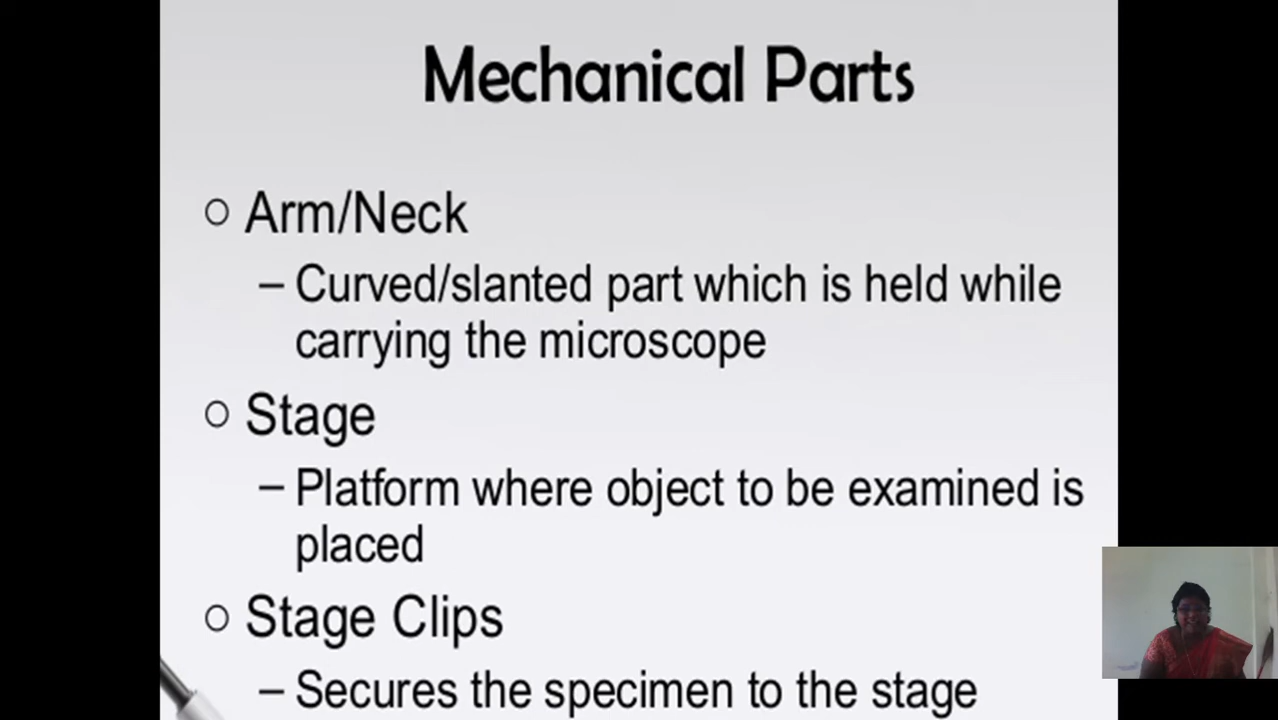 Mechanical Parts
○ Arm/Neck
– Curved/slanted part which is held while
carrying the microscope
○ Stage
– Platform where object to be examined is
placed
○ Stage Clips
– Secures the specimen to the stage